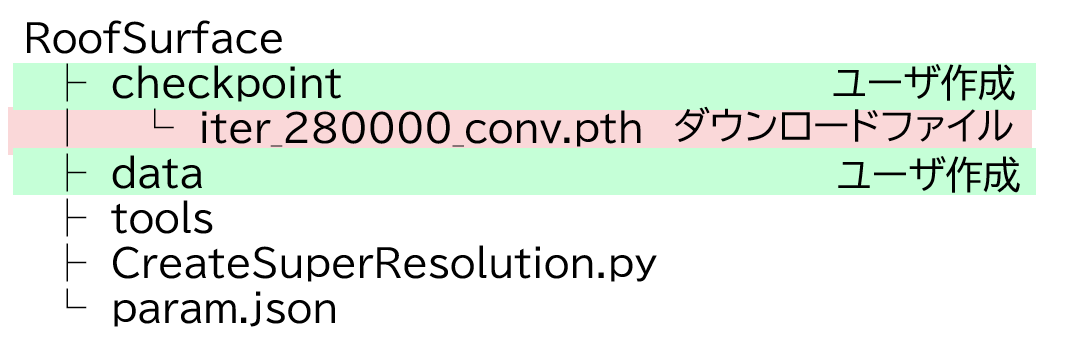 RoofSurface
├ checkpoint ユーザ作成
│ └ iter_280000_conv.pth ダウンロードファイル
├ data ユーザ作成
├ tools
├ CreateSuperResolution.py
└ param.json